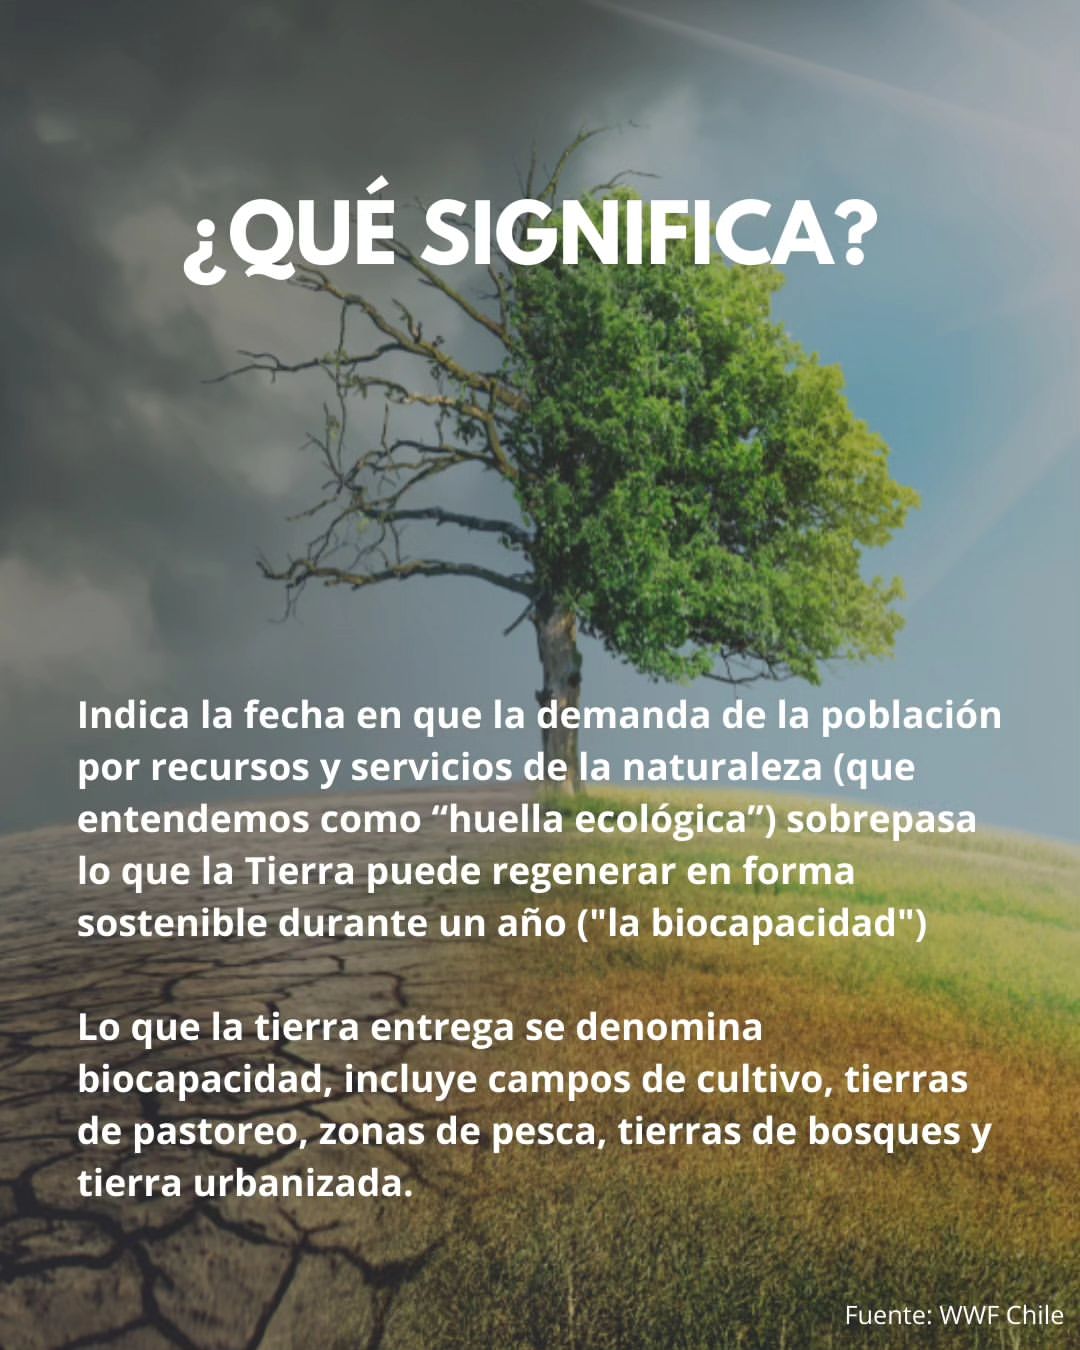 ¿QUÉ SIGNIFICA?
Indica la fecha en que la demanda de la población
por recursos y servicios de la naturaleza (que
entendemos como “huella ecológica”) sobrepasa
lo que la Tierra puede regenerar en forma
sostenible durante un año ("la biocapacidad")
Lo que la tierra entrega se denomina
biocapacidad, incluye campos de cultivo, tierras
de pastoreo, zonas de pesca, tierras de bosques y
tierra urbanizada.
Fuente: WWF Chile